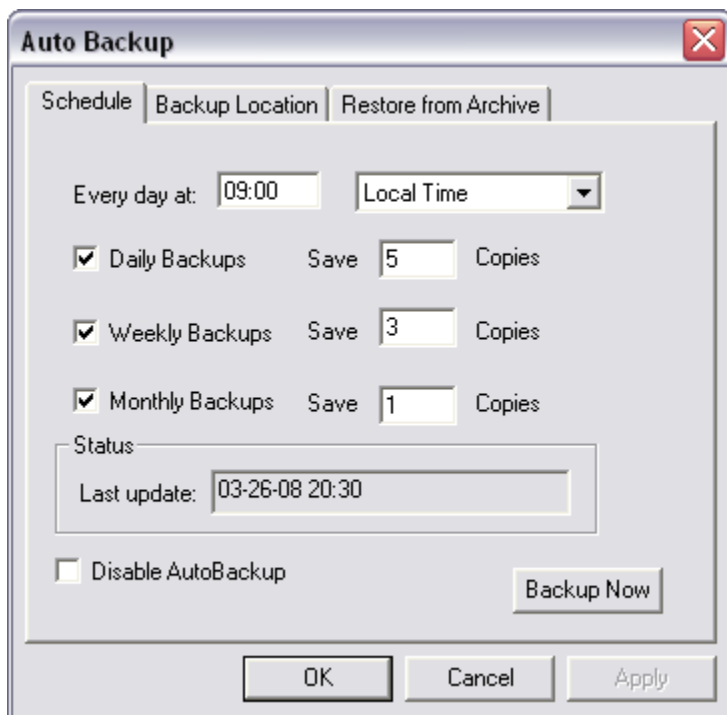 Auto Backup
Schedule Backup Location Restore from Archive
Every day at: 09:00 Local Time
Daily Backups Save 5 Copies
Weekly Backups Save 3 Copies
Monthly Backups Save 1 Copies
Status
Last update: 03-26-08 20:30
Disable AutoBackup
Backup Now
OK Cancel Apply